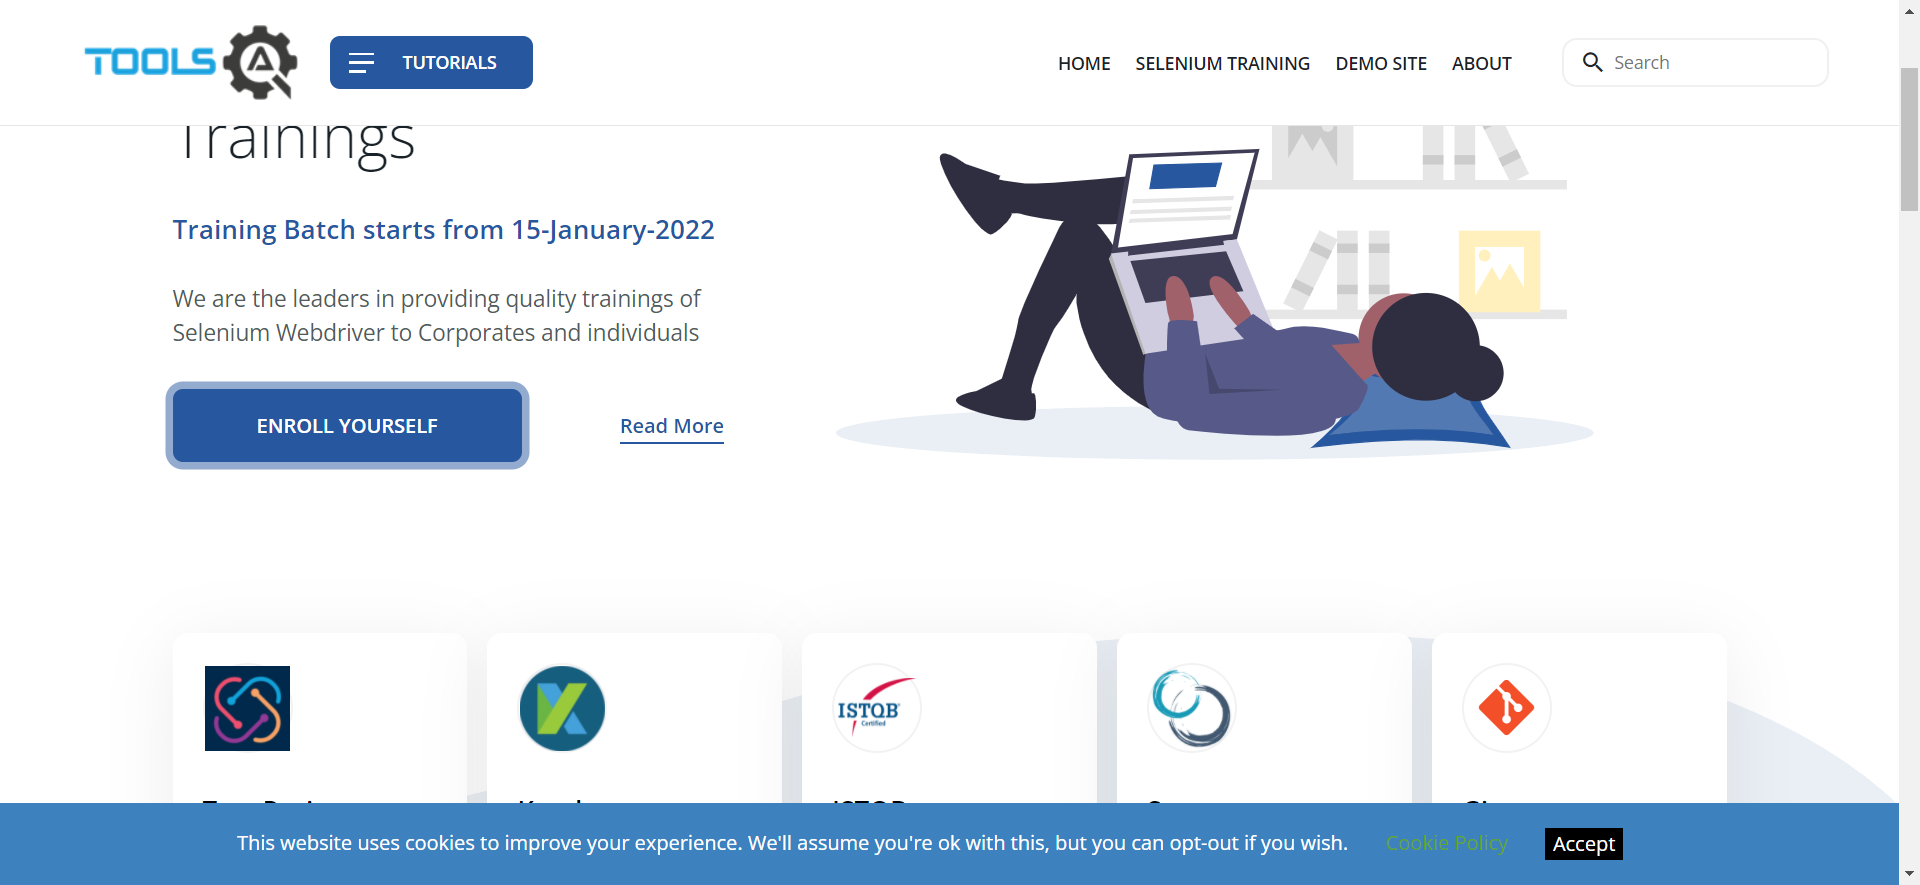 TOOLS QA
TUTORIALS
HOME
SELENIUM TRAINING
DEMO SITE
ABOUT
Search
Trainings
Training Batch starts from 15-January-2022
We are the leaders in providing quality trainings of
Selenium Webdriver to Corporates and individuals
ENROLL YOURSELF
Read More
ISTQB
Certified
ISTQB
This website uses cookies to improve your experience. We'll assume you're ok with this, but you can opt-out if you wish.
Cookie Policy
Accept